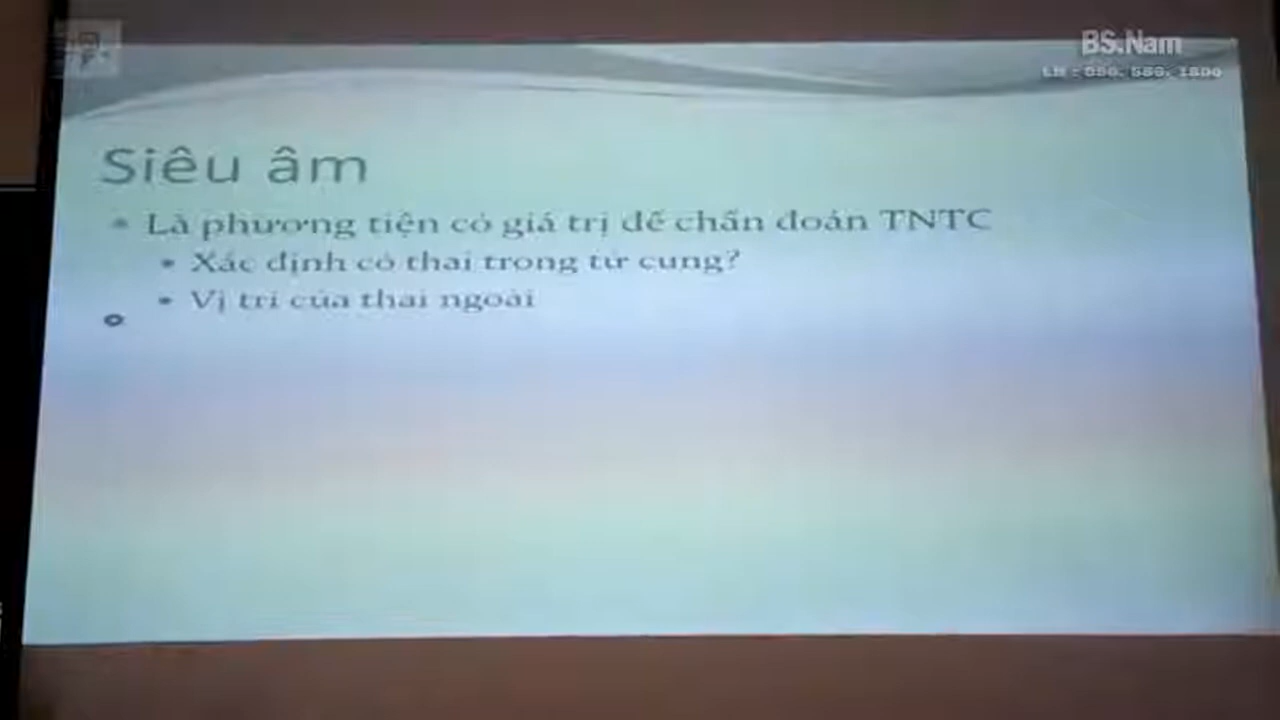 BS.Nam
Siêu âm
Là phương tiện có giá trị để chẩn đoán TNTC
Xác định có thai trong tử cung?
Vị trí của thai ngoài